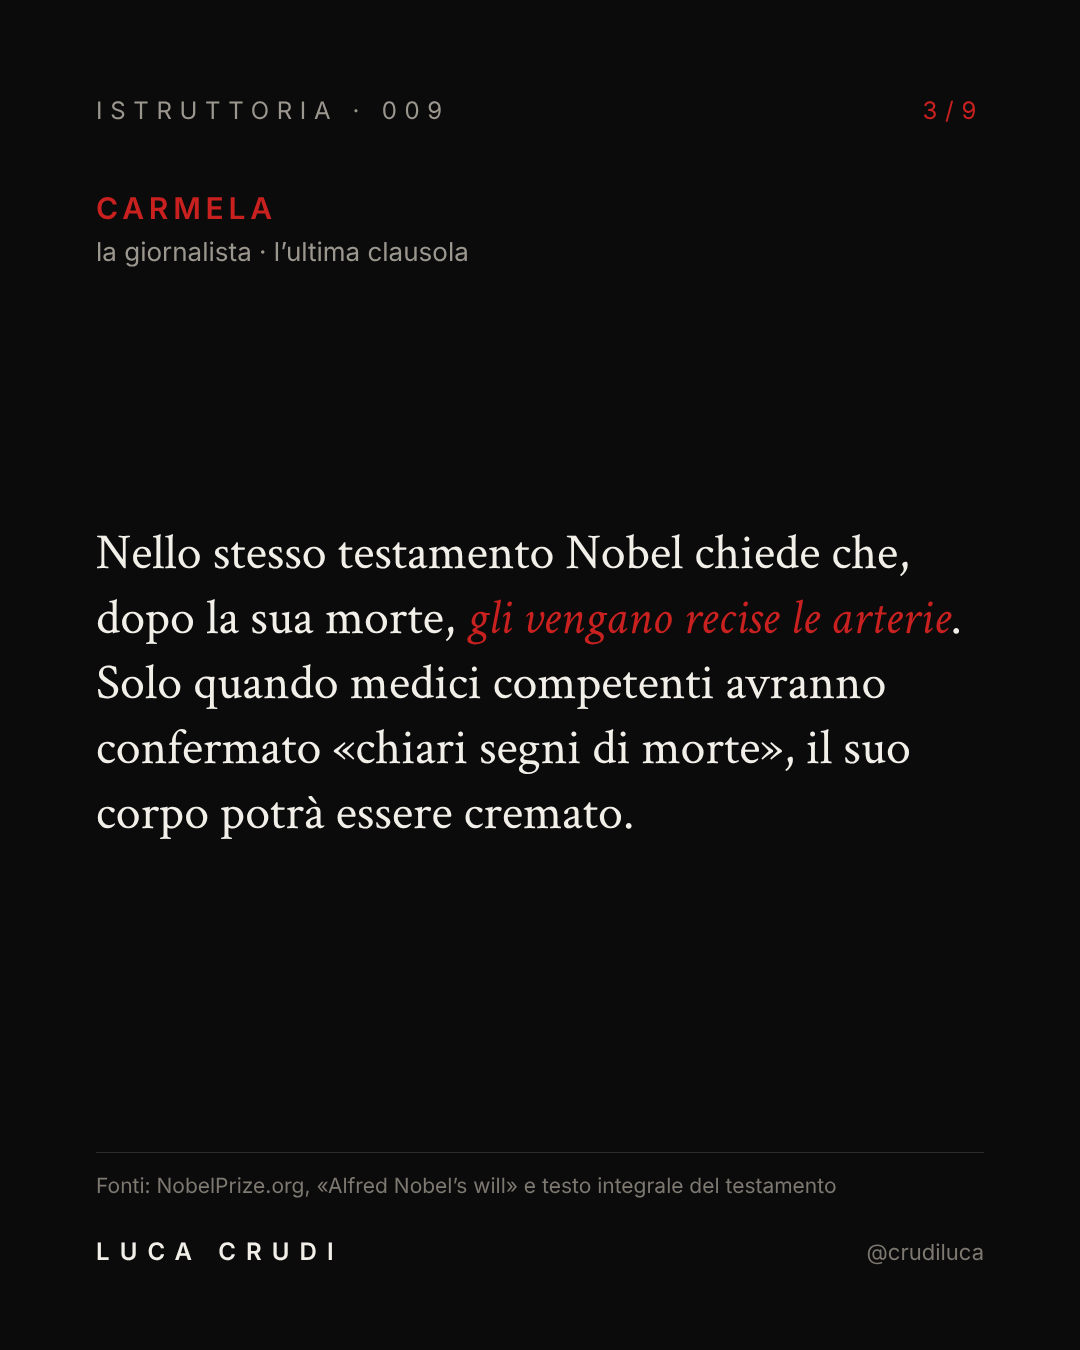 ISTRUTTORIA · 009
3/9
CARMELA
la giornalista · l’ultima clausola
Nello stesso testamento Nobel chiede che,
dopo la sua morte, gli vengano recise le arterie.
Solo quando medici competenti avranno
confermato «chiari segni di morte», il suo
corpo potrà essere cremato.
Fonti: NobelPrize.org, «Alfred Nobel’s will» e testo integrale del testamento
LUCA CRUDI
@crudiluca